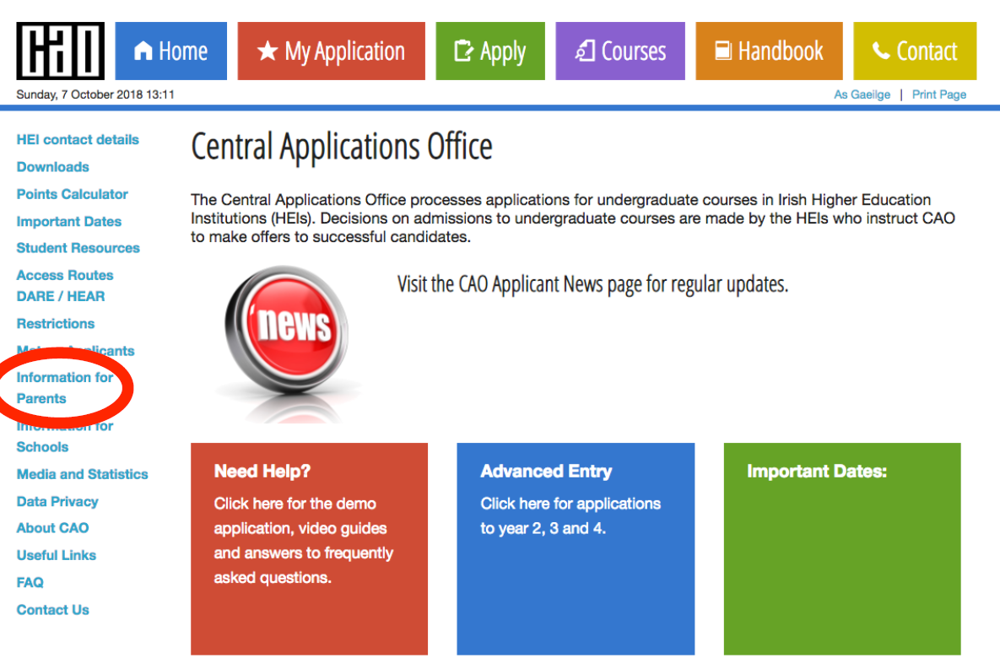 CAO
Home
My Application
Apply
Courses
Handbook
Contact
Sunday, 7 October 2018 13:11
As Gaeilge | Print Page
HEI contact details
Downloads
Points Calculator
Important Dates
Student Resources
Access Routes
DARE / HEAR
Restrictions
Applicants
Information for
Parents
Information for
Schools
Media and Statistics
Data Privacy
About CAO
Useful Links
FAQ
Contact Us
Central Applications Office
The Central Applications Office processes applications for undergraduate courses in Irish Higher Education
Institutions (HEIs). Decisions on admissions to undergraduate courses are made by the HEIs who instruct CAO
to make offers to successful candidates.
news
Visit the CAO Applicant News page for regular updates.
Need Help?
Click here for the demo
application, video guides
and answers to frequently
asked questions.
Advanced Entry
Click here for applications
to year 2, 3 and 4.
Important Dates: